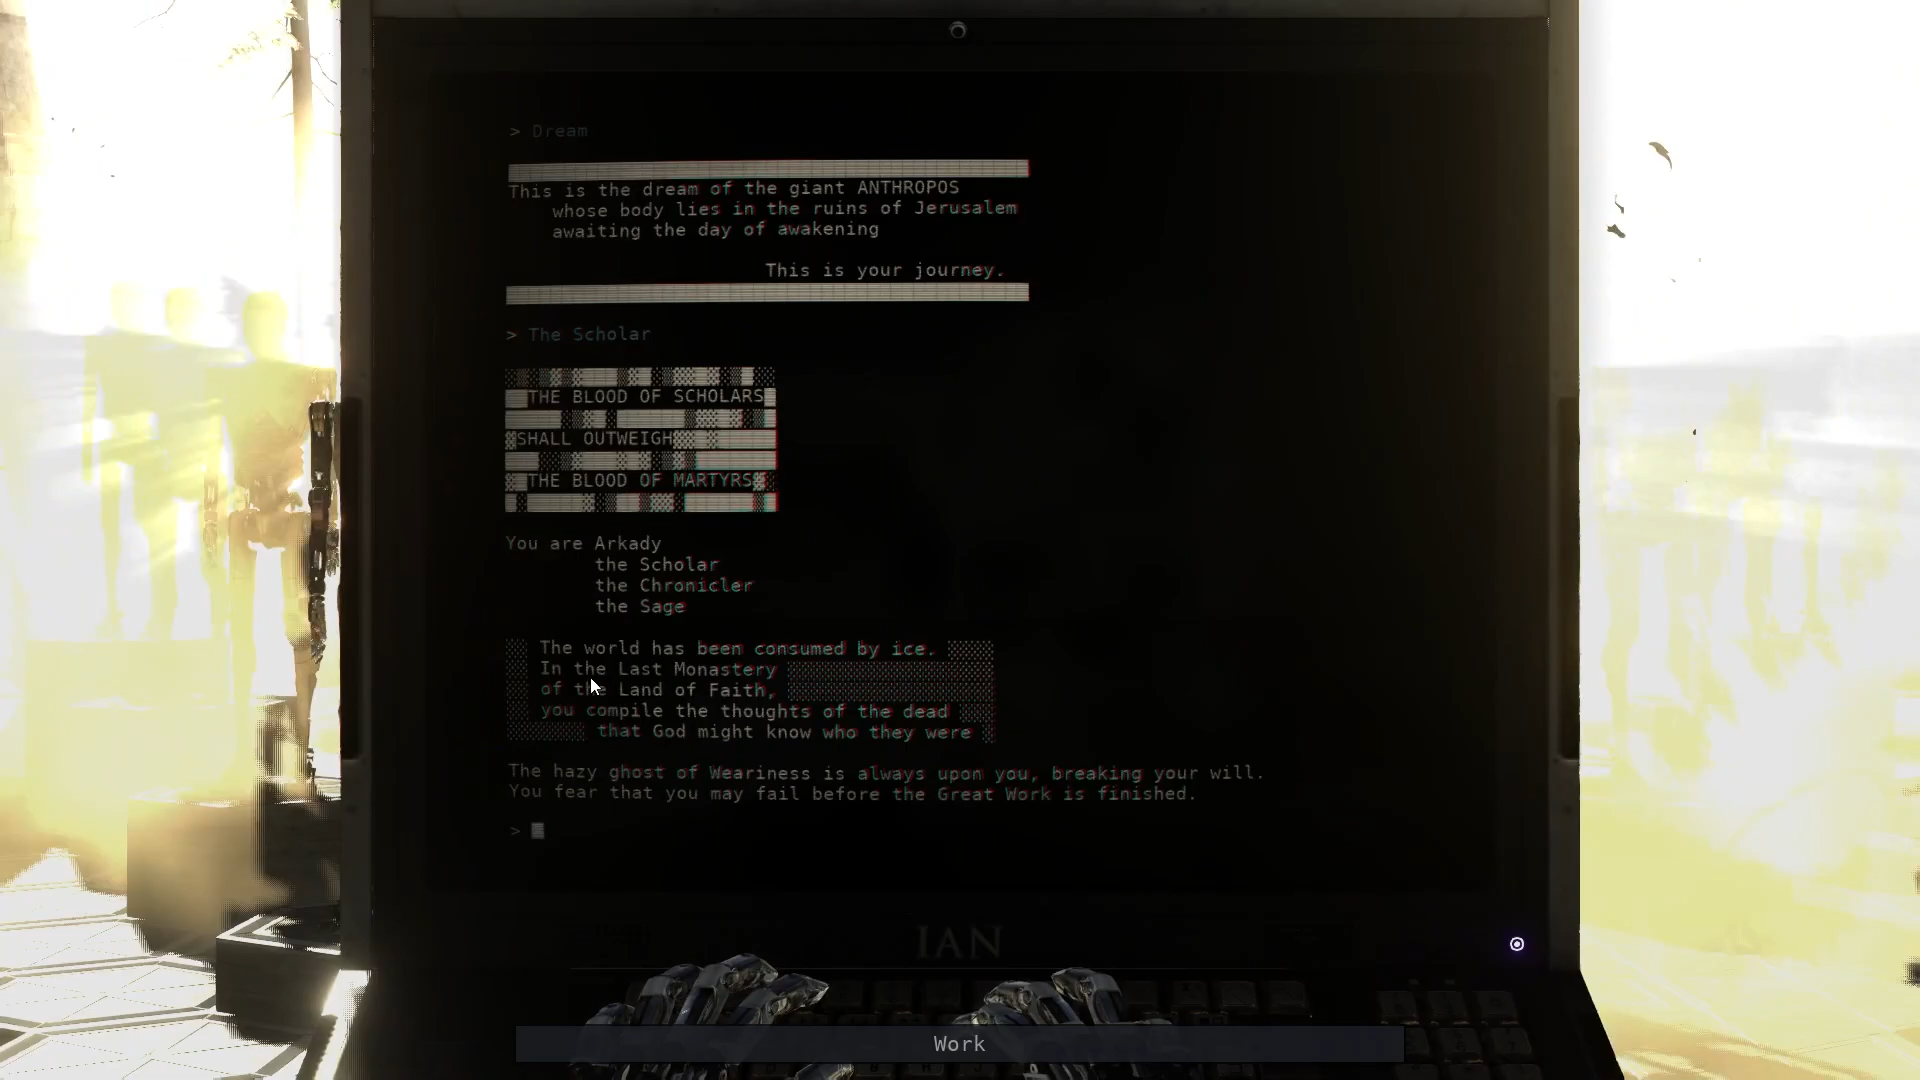 > Dream
This is the dream of the giant ANTHROPOS
whose body lies in the ruins of Jerusalem
awaiting the day of awakening
This is your journey.
> The Scholar
THE BLOOD OF SCHOLARS
SHALL OUTWEIGH
THE BLOOD OF MARTYRS
You are Arkady
the Scholar
the Chronicler
the Sage
The world has been consumed by ice.
In the Last Monastery
of the Land of Faith,
you compile the thoughts of the dead
that God might know who they were
The hazy ghost of Weariness is always upon you, breaking your will.
You fear that you may fail before the Great Work is finished.
>
IAN
Work